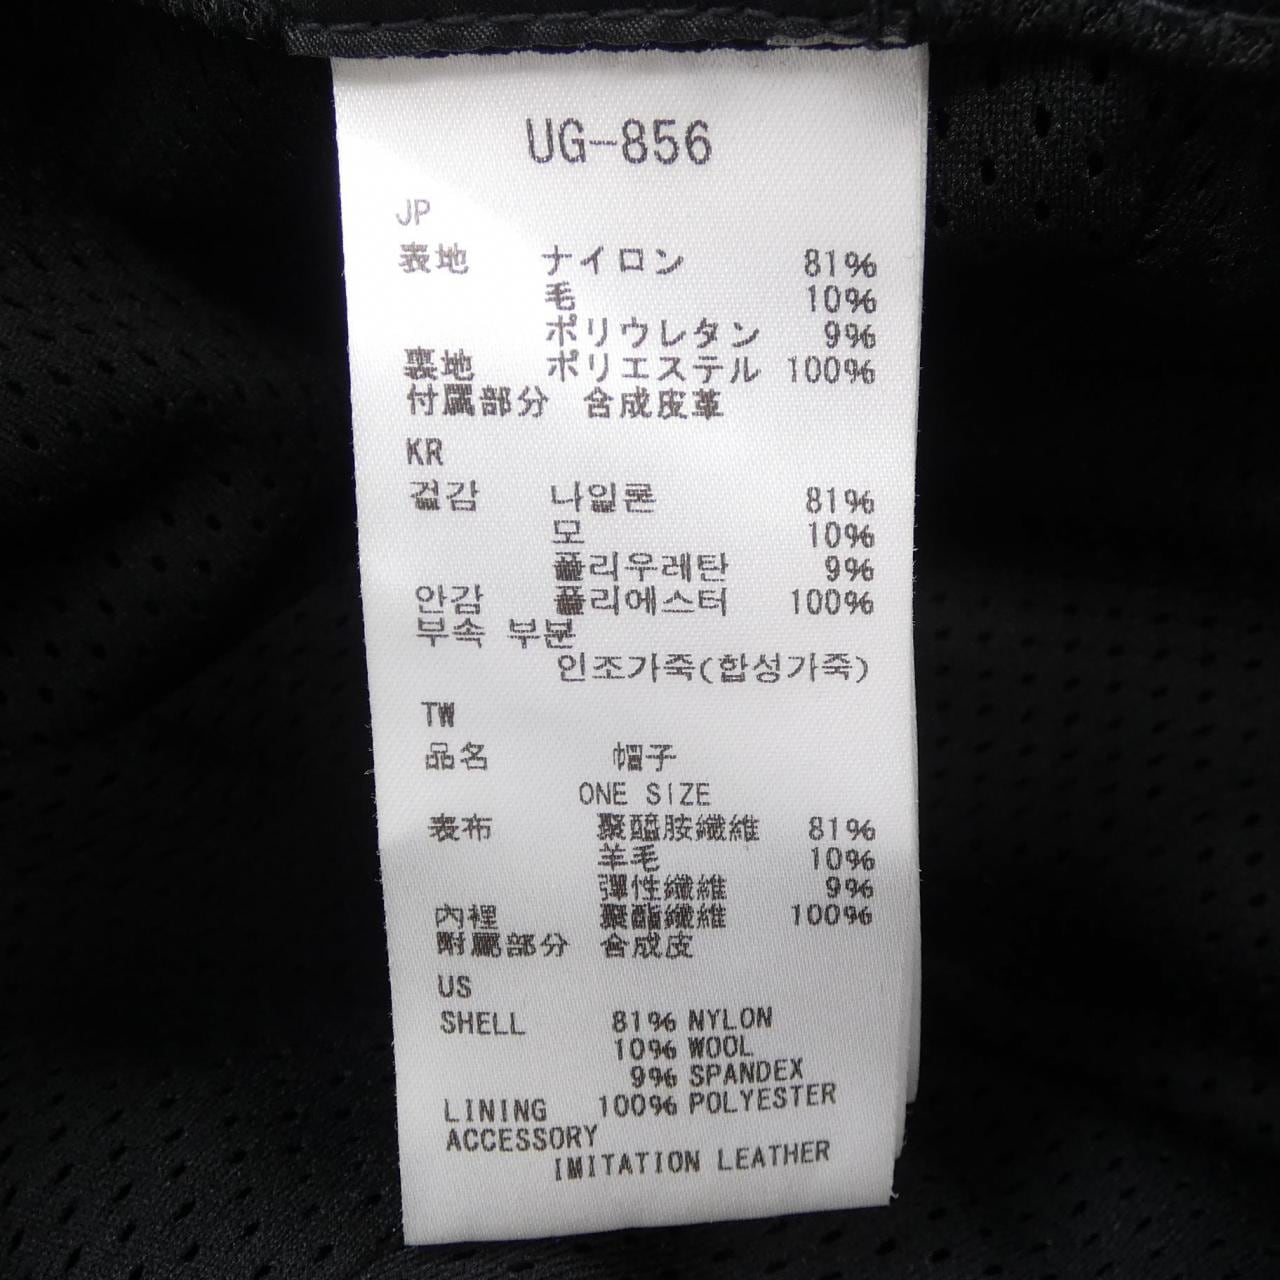 UG-856
JP
表地 ナイロン 81%
毛 10%
ポリウレタン 9%
裏地 ポリエステル 100%
付属部分 合成皮革
KR
겉감 나일론 81%
모 10%
폴리우레탄 9%
안감 폴리에스터 100%
부속 부분
인조가죽(합성가죽)
TW
品名 帽子
ONE SIZE
表布 聚醯胺纖維 81%
羊毛 10%
彈性纖維 9%
內裡 聚酯纖維 100%
附屬部分 合成皮
US
SHELL 81% NYLON
10% WOOL
9% SPANDEX
LINING 100% POLYESTER
ACCESSORY
IMITATION LEATHER